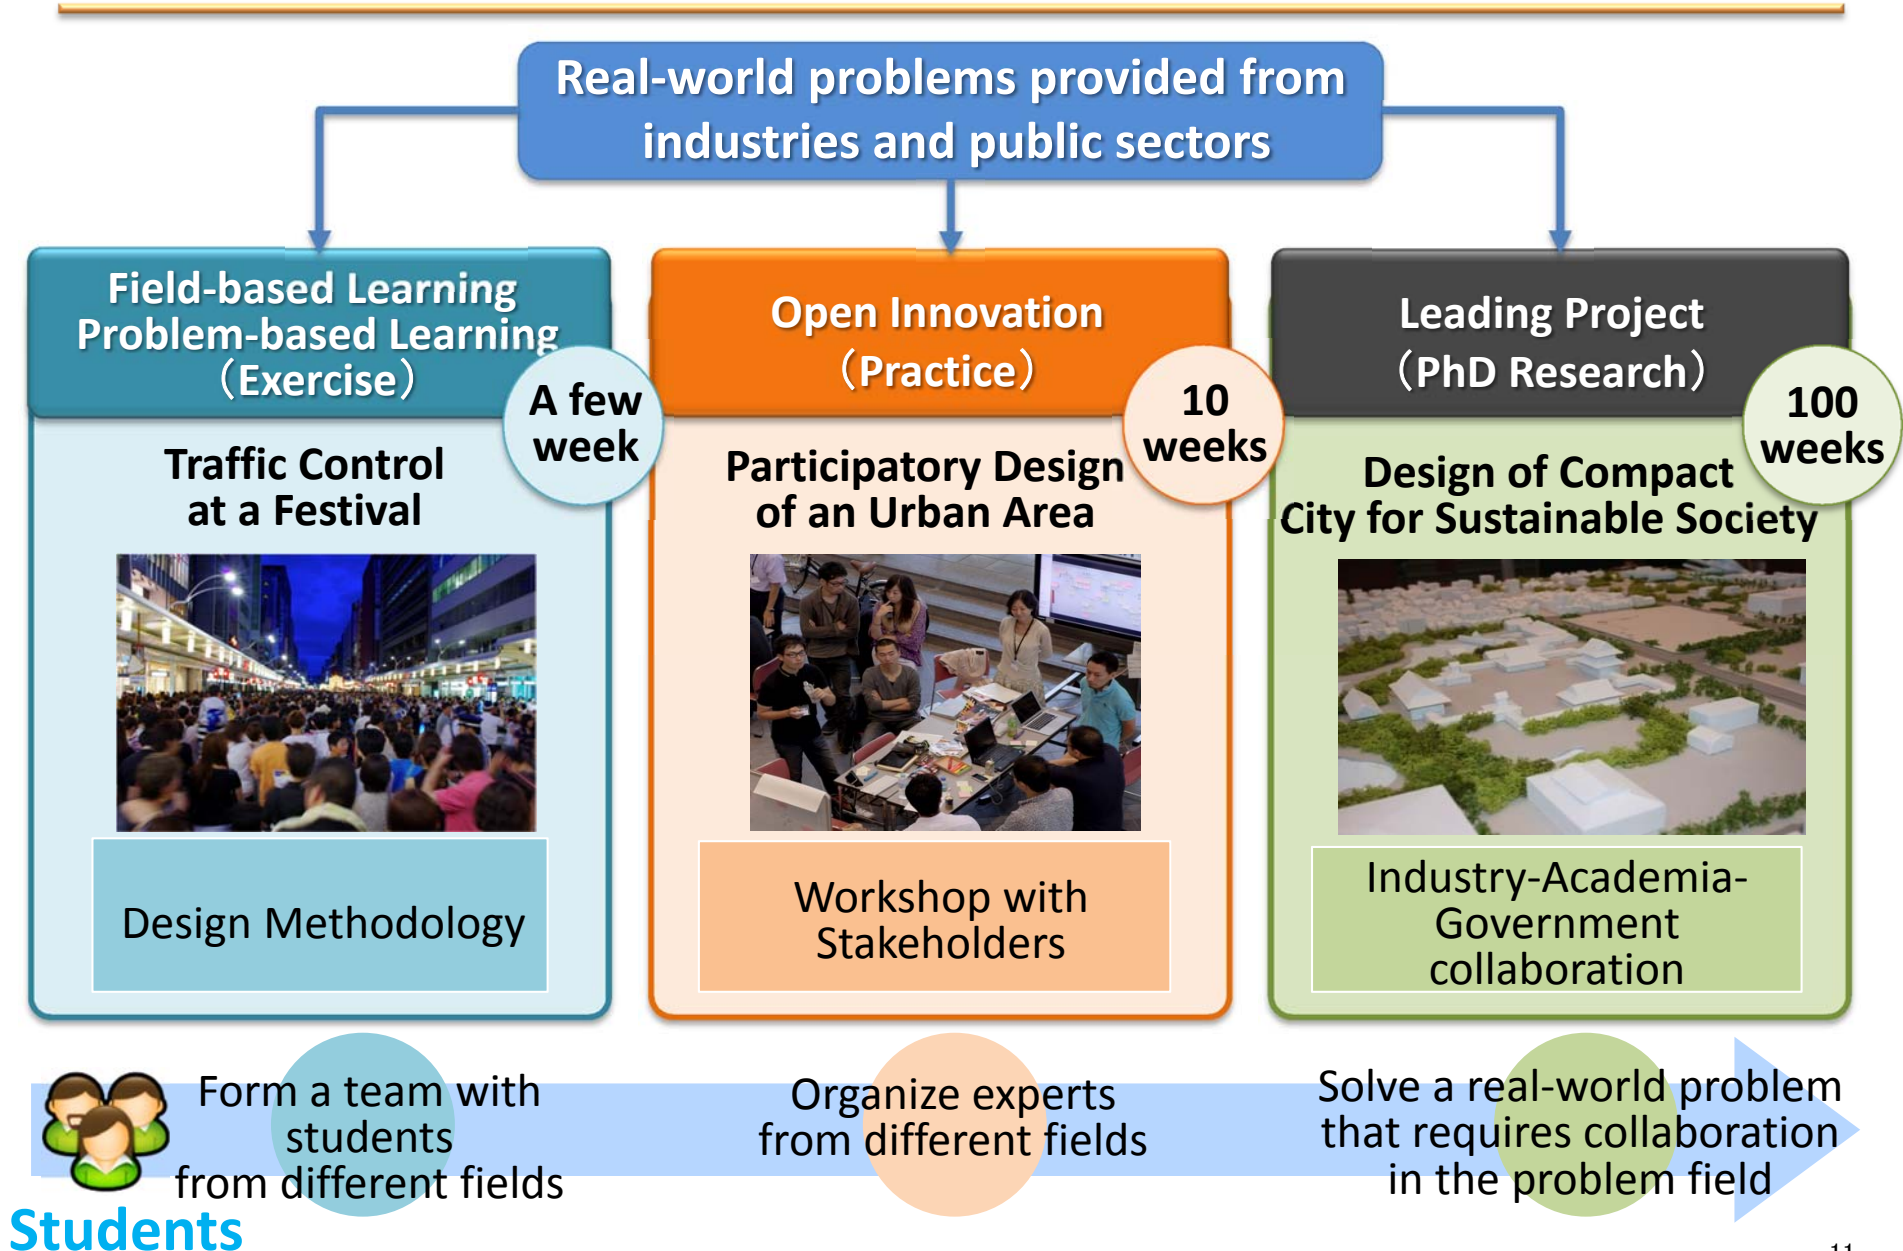 Real-world problems provided from
industries and public sectors
Field-based Learning
Problem-based Learning
（Exercise）
A few
week
Traffic Control
at a Festival
Design Methodology
Open Innovation
（Practice）
10
weeks
Participatory Design
of an Urban Area
Workshop with
Stakeholders
Leading Project
（PhD Research）
100
weeks
Design of Compact
City for Sustainable Society
Industry-Academia-
Government
collaboration
Form a team with
students
from different fields
Organize experts
from different fields
Solve a real-world problem
that requires collaboration
in the problem field
Students
11